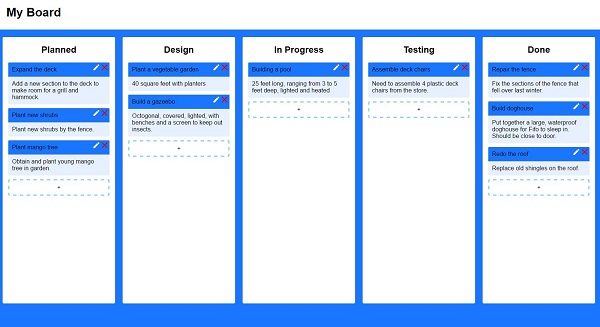 My Board
Planned
Expand the deck
Add a new section to the deck to
make room for a grill and
hammock.
Plant new shrubs
Plant new shrubs by the fence.
Plant mango tree
Obtain and plant young mango
tree in garden.
+
Design
Plant a vegetable garden
40 square feet with planters
Build a gazeebo
Octogonal, covered, lighted, with
benches and a screen to keep out
insects.
+
In Progress
Building a pool
25 feet long, ranging from 3 to 5
feet deep, lighted and heated
+
Testing
Assemble deck chairs
Need to assemble 4 plastic deck
chairs from the store.
+
Done
Repair the fence
Fix the sections of the fence that
fell over last winter.
Build doghouse
Put together a large, waterproof
doghouse for Fifo to sleep in.
Should be close to door.
Redo the roof
Replace old shingles on the roof.
+